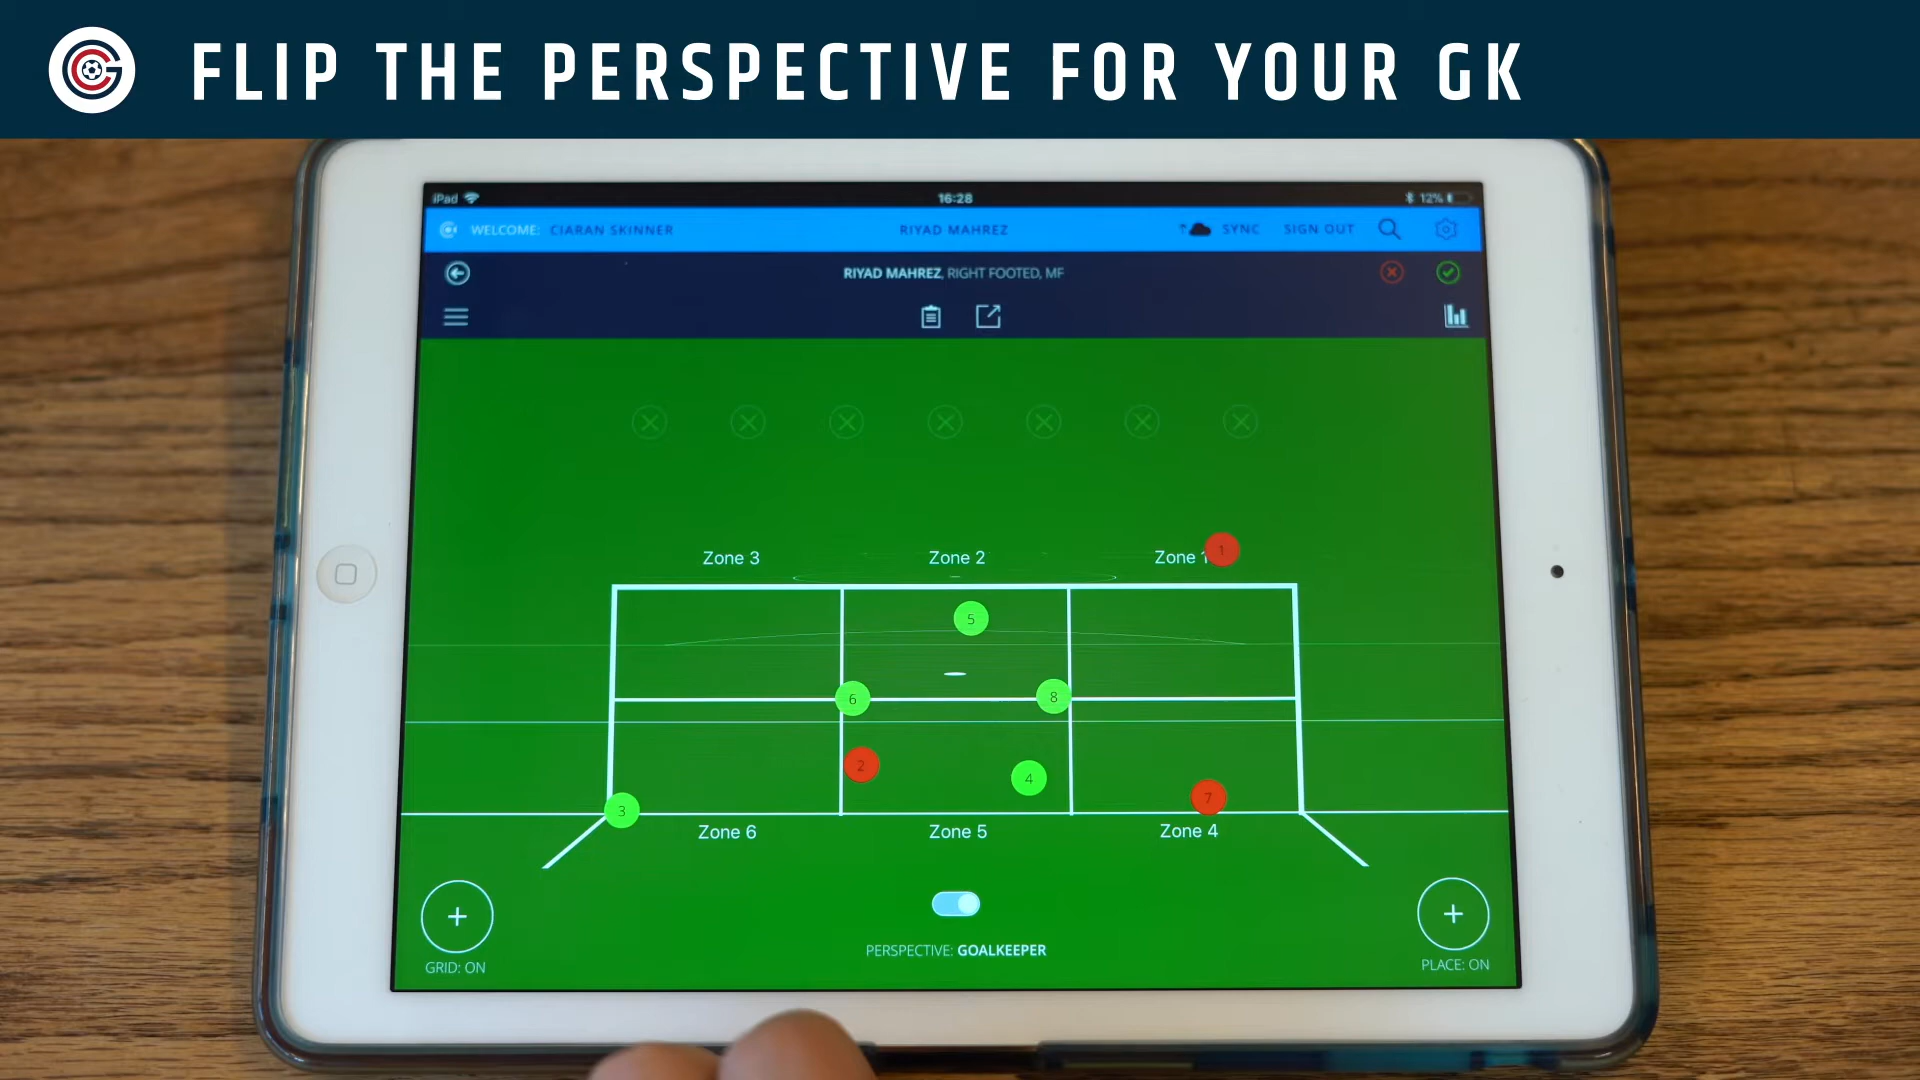 FLIP THE PERSPECTIVE FOR YOUR GK
iPad 16:28 12%
WELCOME: CIARAN SKINNER RIYAD MAHREZ SYNC SIGN OUT
RIYAD MAHREZ, RIGHT FOOTED, MF
Zone 3 Zone 2 Zone 1
5
6 8
2 4 7
3
Zone 6 Zone 5 Zone 4
PERSPECTIVE: GOALKEEPER
GRID: ON PLACE: ON